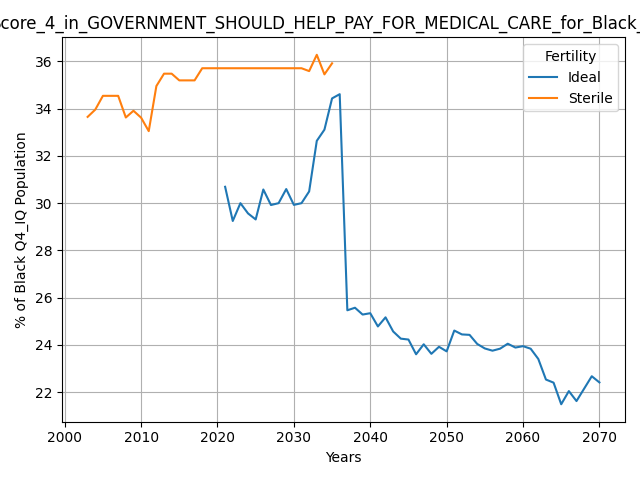 core_4_in_GOVERNMENT_SHOULD_HELP_PAY_FOR_MEDICAL_CARE_for_Black_
Fertility
Ideal
Sterile
% of Black Q4_IQ Population
36
34
32
30
28
26
24
22
2000 2010 2020 2030 2040 2050 2060 2070
Years